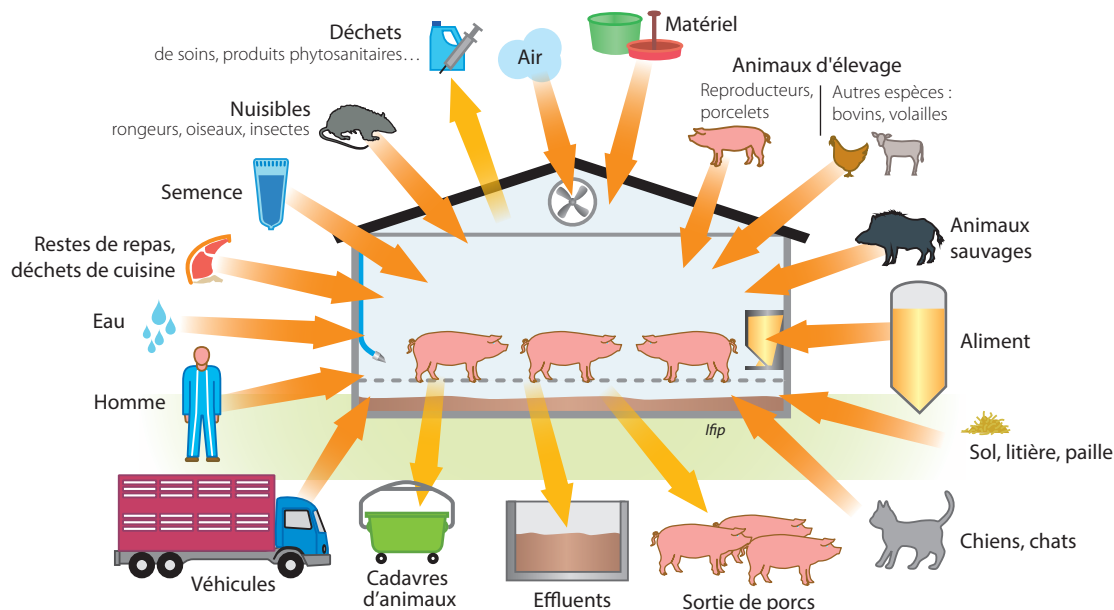 Déchets
de soins, produits phytosanitaires…
Air
Matériel
Animaux d'élevage
Reproducteurs,
porcelets
Autres espèces :
bovins, volailles
Nuisibles
rongeurs, oiseaux, insectes
Semence
Restes de repas,
déchets de cuisine
Eau
Homme
Véhicules
Cadavres
d’animaux
Effluents
Sortie de porcs
Animaux
sauvages
Aliment
Ifip
Sol, litière, paille
Chiens, chats